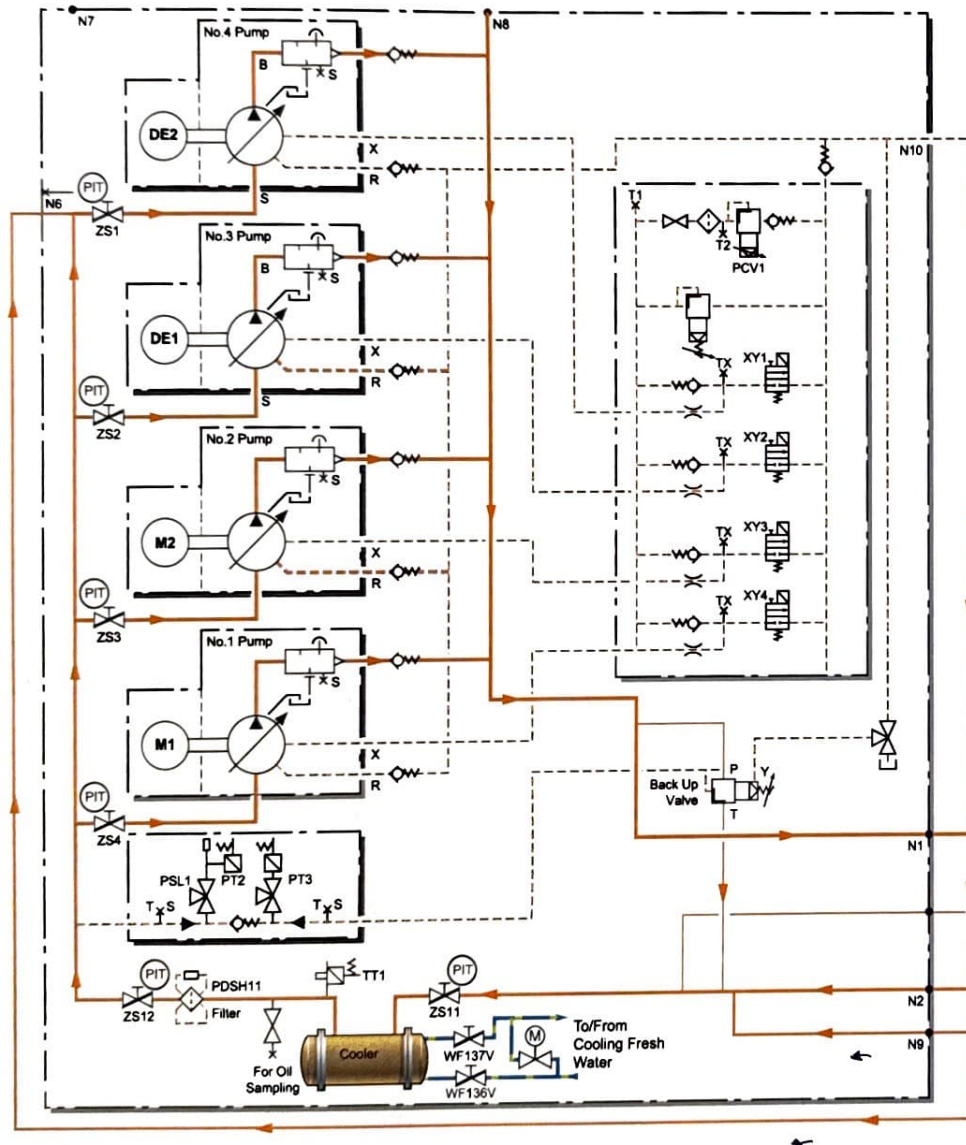 N7
N8
No.4 Pump
B
S
DE2
X
R
N10
PIT
N6
S
ZS1
T1
T2
PCV1
No.3 Pump
B
S
DE1
X
R
PIT
S
ZS2
TX
XY1
TX
XY2
No.2 Pump
S
M2
X
R
PIT
ZS3
TX
XY3
TX
XY4
No.1 Pump
S
M1
X
R
PIT
ZS4
Back Up
Valve
P
Y
T
N1
PSL1
PT2
PT3
T S
T S
PIT
ZS12
PDSH11
Filter
TT1
PIT
ZS11
N2
For Oil
Sampling
Cooler
WF137V
WF136V
M
To/From
Cooling Fresh
Water
N9